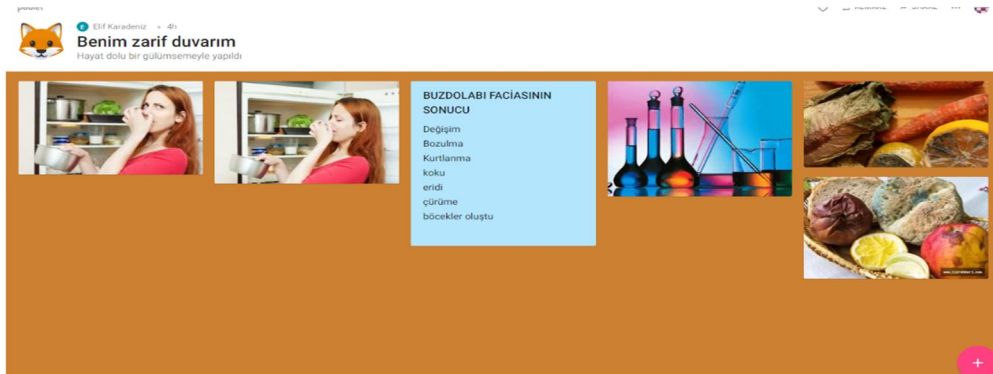 padlet
Elif Karadeniz • 4h
Benim zarif duvarım
Hayat dolu bir gülümsemeyle yapıldı
BUZDOLABI FACİASININ
SONUCU
Değişim
Bozulma
Kurtlanma
koku
eridi
çürüme
böcekler oluştu